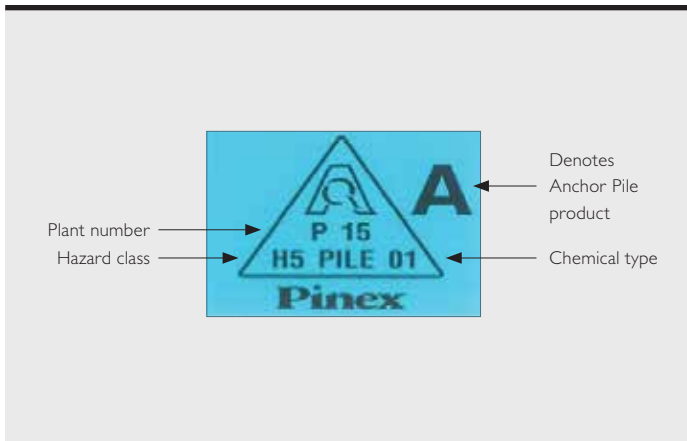 Denotes
Anchor Pile
product
A
Plant number
P 15
Hazard class
H5 PILE 01
Chemical type
Pinex